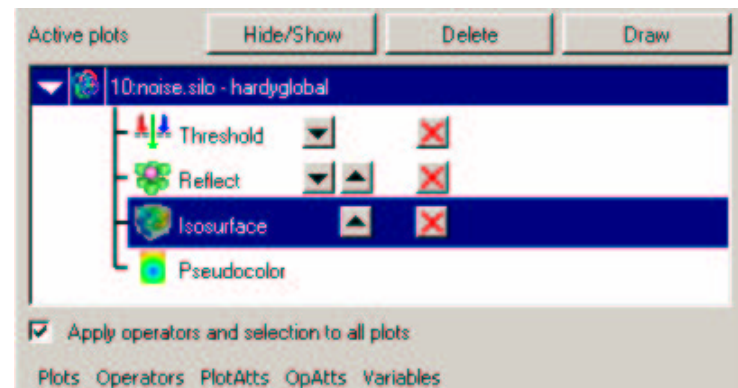 Active plots Hide/Show Delete Draw
10:noise.silo - hardyglobal
Threshold
Reflect
Isosurface
Pseudocolor
Apply operators and selection to all plots
Plots Operators PlotAtts OpAtts Variables